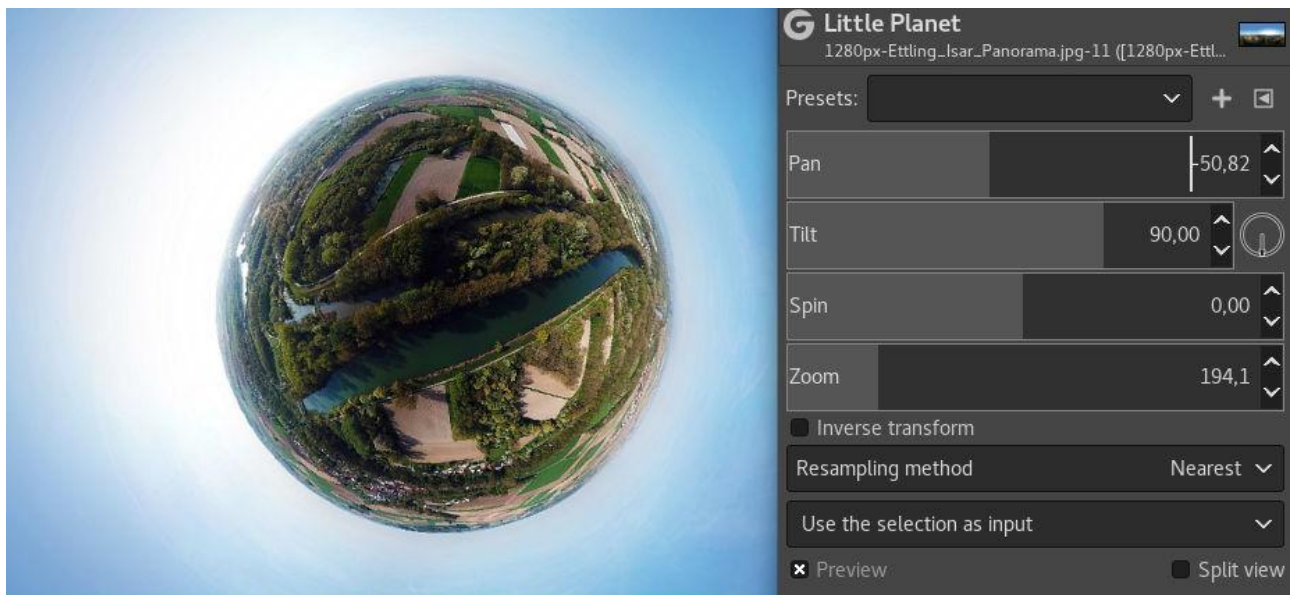 Little Planet
1280px-Ettling_Isar_Panorama.jpg-11 ([1280px-Ettl...
Presets:
Pan -50,82
Tilt 90,00
Spin 0,00
Zoom 194,1
Inverse transform
Resampling method Nearest
Use the selection as input
Preview Split view